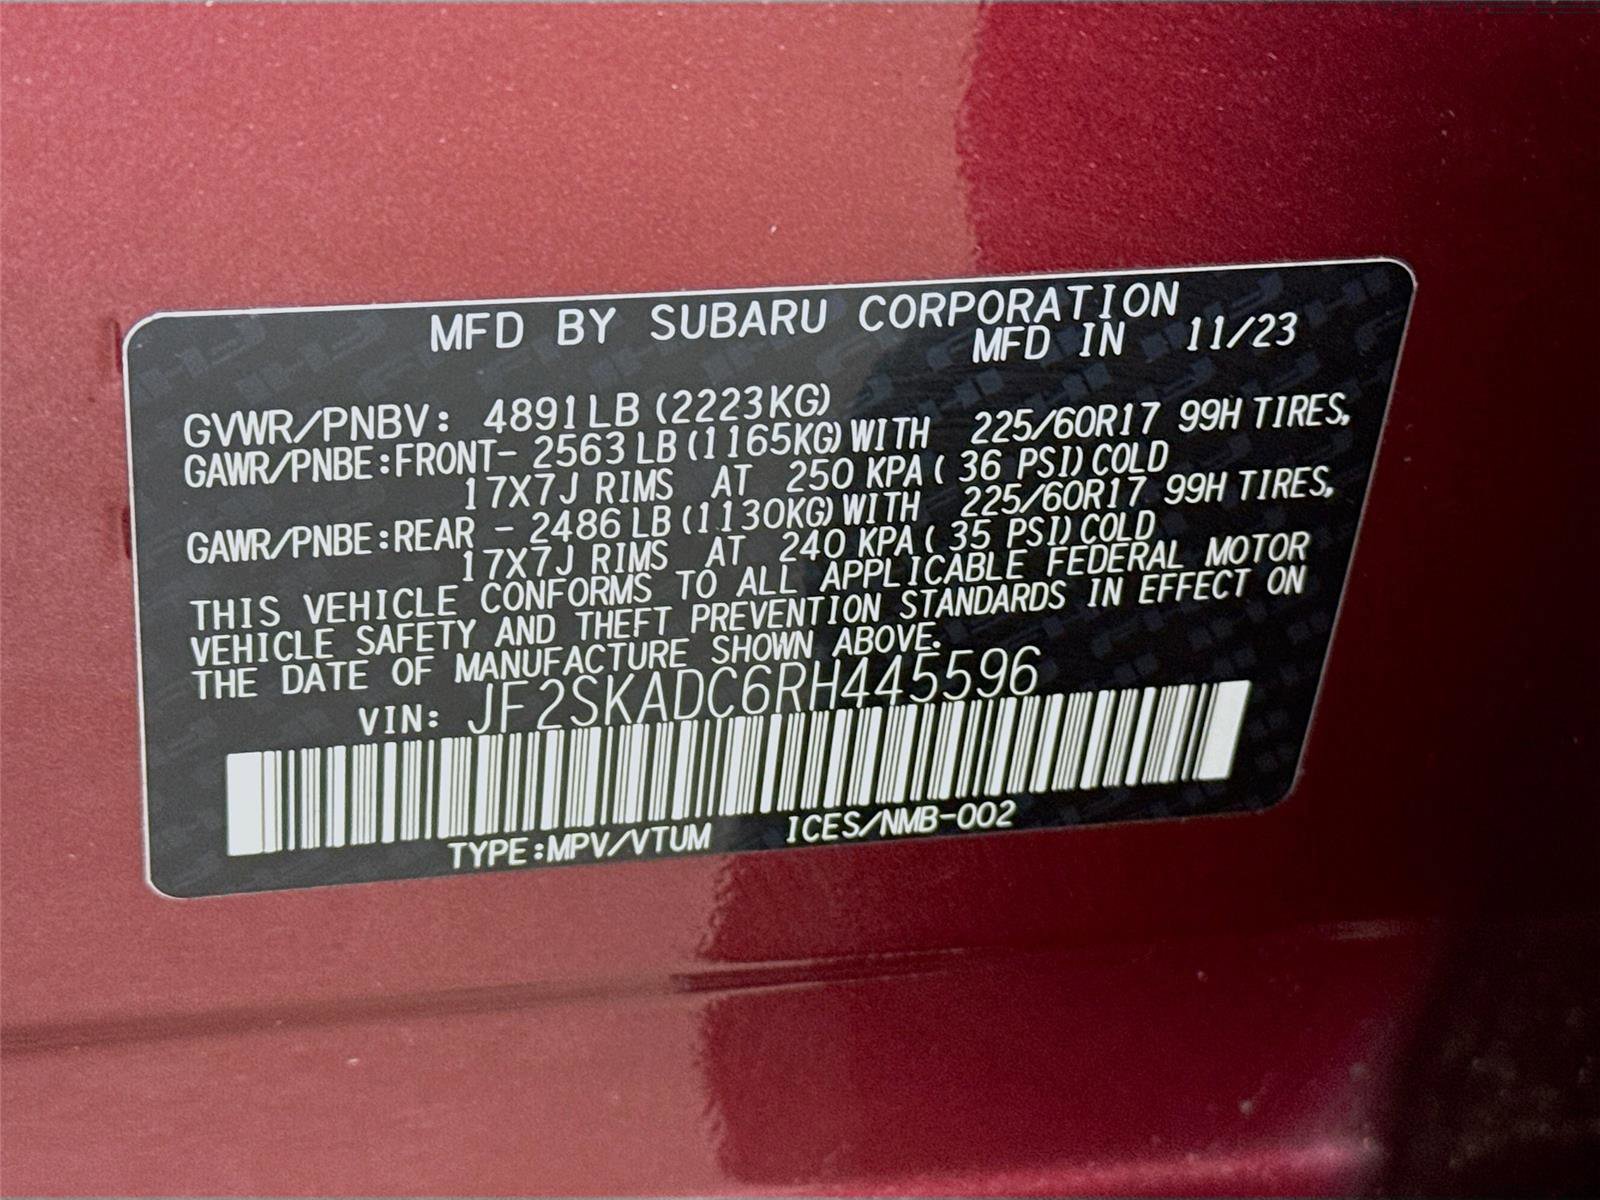 MFD BY SUBARU CORPORATION
MFD IN 11/23
GVWR/PNBV: 4891LB (2223KG)
GAWR/PNBE:FRONT- 2563 LB (1165KG) WITH 225/60R17 99H TIRES,
17X7J RIMS AT 250 KPA ( 36 PSI) COLD
GAWR/PNBE:REAR - 2486 LB (1130KG) WITH 225/60R17 99H TIRES,
17X7J RIMS AT 240 KPA ( 35 PSI) COLD
THIS VEHICLE CONFORMS TO ALL APPLICABLE FEDERAL MOTOR
VEHICLE SAFETY AND THEFT PREVENTION STANDARDS IN EFFECT ON
THE DATE OF MANUFACTURE SHOWN ABOVE.
VIN: JF2SKADC6RH445596
TYPE:MPV/VTUM ICES/NMB-002